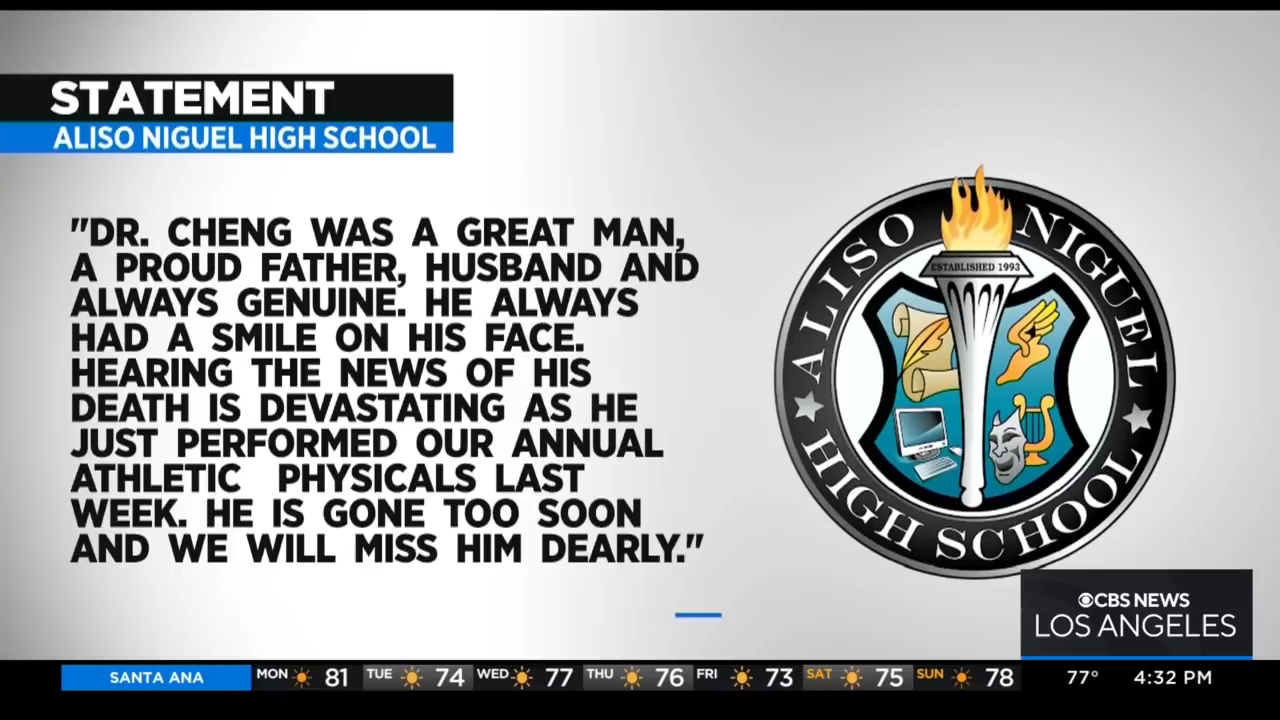 STATEMENT
ALISO NIGUEL HIGH SCHOOL
"DR. CHENG WAS A GREAT MAN,
A PROUD FATHER, HUSBAND AND
ALWAYS GENUINE. HE ALWAYS
HAD A SMILE ON HIS FACE.
HEARING THE NEWS OF HIS
DEATH IS DEVASTATING AS HE
JUST PERFORMED OUR ANNUAL
ATHLETIC PHYSICALS LAST
WEEK. HE IS GONE TOO SOON
AND WE WILL MISS HIM DEARLY."
ALISO NIGUEL
ESTABLISHED 1993
HIGH SCHOOL
CBS NEWS
LOS ANGELES
SANTA ANA MON 81 TUE 74 WED 77 THU 76 FRI 73 SAT 75 SUN 78 77° 4:32 PM